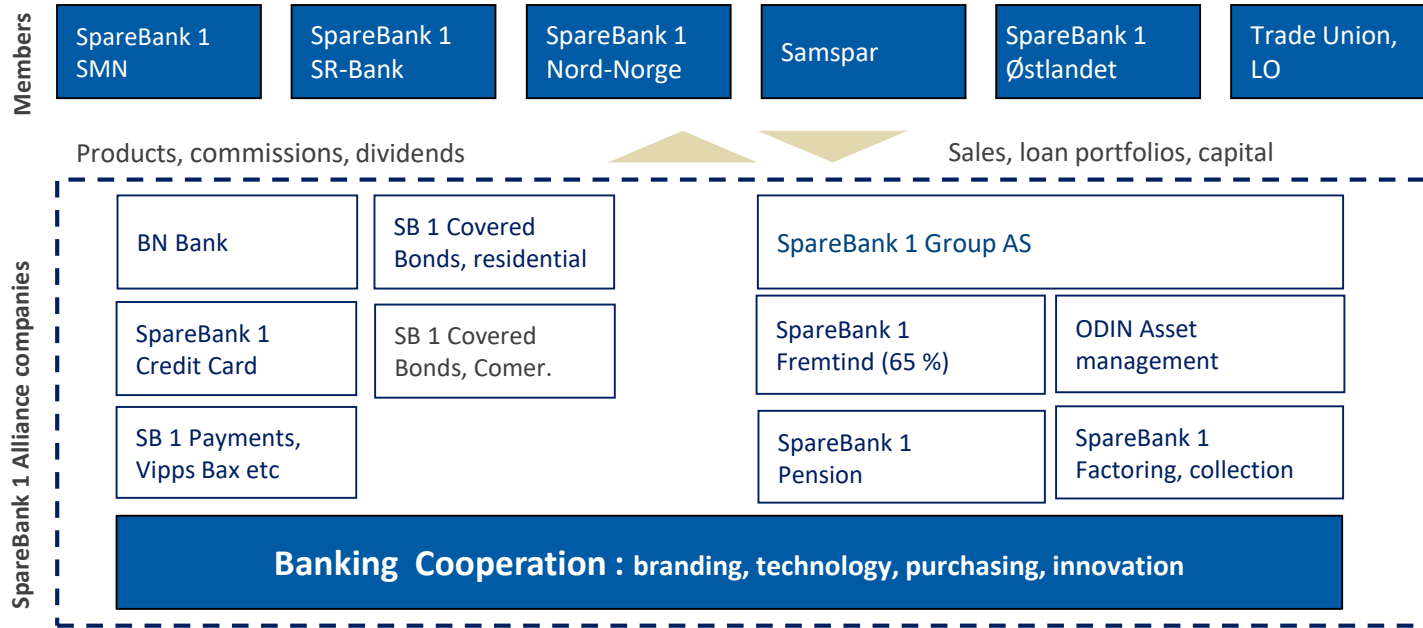 Members
SpareBank 1
SMN
SpareBank 1
SR-Bank
SpareBank 1
Nord-Norge
Samspar
SpareBank 1
Østlandet
Trade Union,
LO
Products, commissions, dividends
Sales, loan portfolios, capital
SpareBank 1 Alliance companies
BN Bank
SB 1 Covered
Bonds, residential
SpareBank 1 Group AS
SpareBank 1
Credit Card
SB 1 Covered
Bonds, Comer.
SpareBank 1
Fremtind (65 %)
ODIN Asset
management
SB 1 Payments,
Vipps Bax etc
SpareBank 1
Pension
SpareBank 1
Factoring, collection
Banking Cooperation : branding, technology, purchasing, innovation